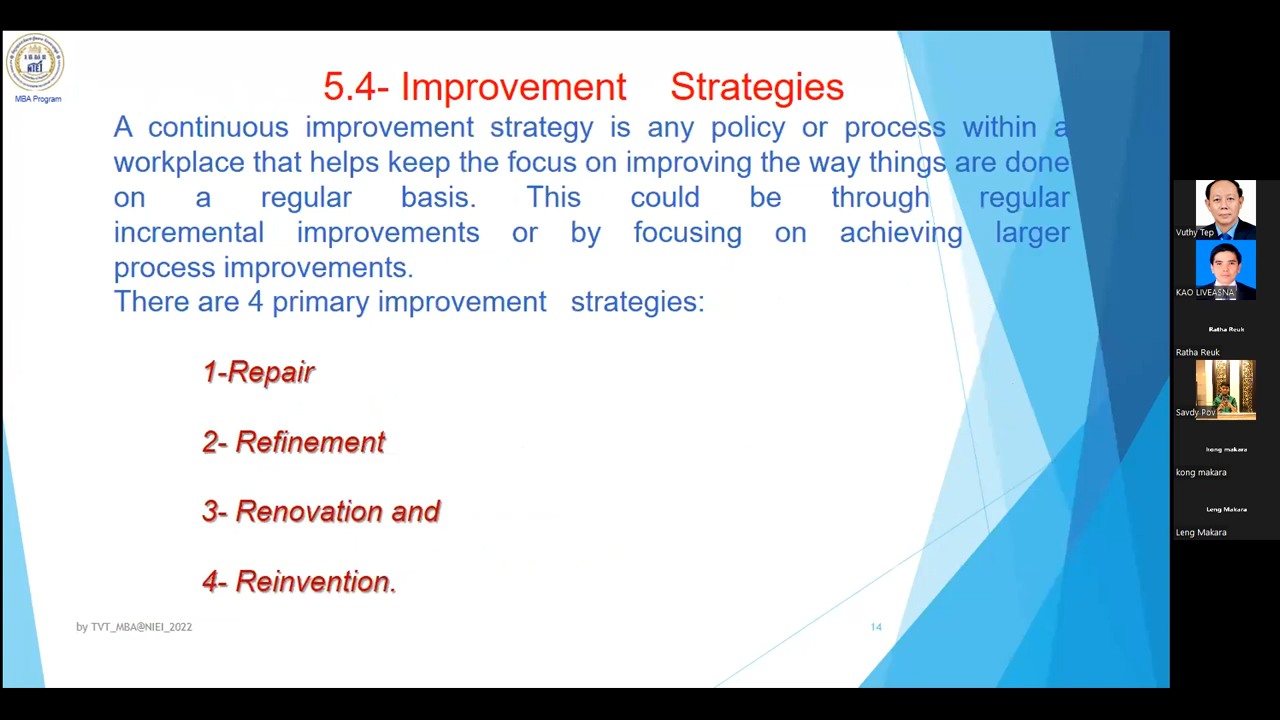 MBA Program
5.4- Improvement Strategies
A continuous improvement strategy is any policy or process within a
workplace that helps keep the focus on improving the way things are done
on a regular basis. This could be through regular
incremental improvements or by focusing on achieving larger
process improvements.
There are 4 primary improvement strategies:
1-Repair
2- Refinement
3- Renovation and
4- Reinvention.
by TVT_MBA@NIEI_2022
14
Vuthy Tep
KAO LIVEASNA
Ratha Reuk
Ratha Reuk
Savdy Pov
kong makara
kong makara
Leng Makara
Leng Makara